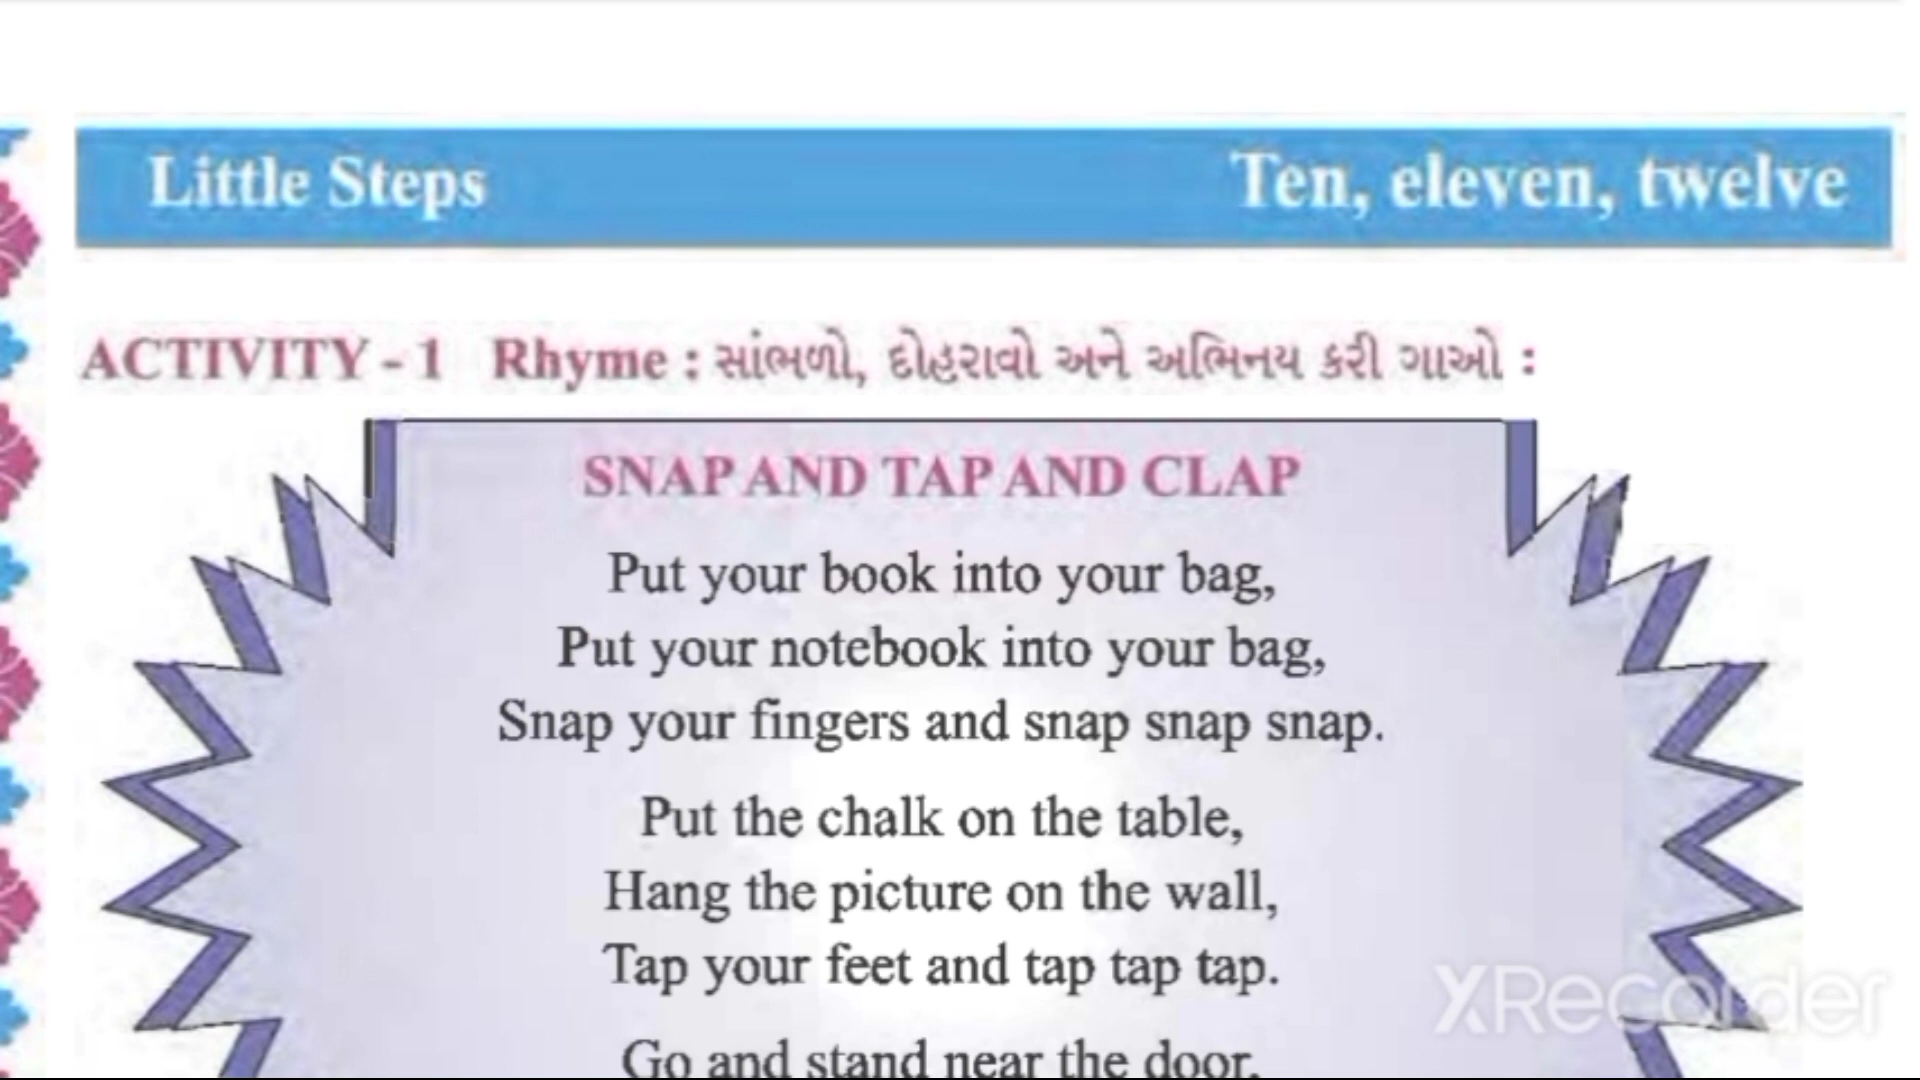 Little Steps Ten, eleven, twelve
ACTIVITY - 1 Rhyme : સાંભળો, દોહરાવો અને અભિનય કરી ગાઓ :
SNAP AND TAP AND CLAP
Put your book into your bag,
Put your notebook into your bag,
Snap your fingers and snap snap snap.
Put the chalk on the table,
Hang the picture on the wall,
Tap your feet and tap tap tap.
Go and stand near the door,
XRecorder